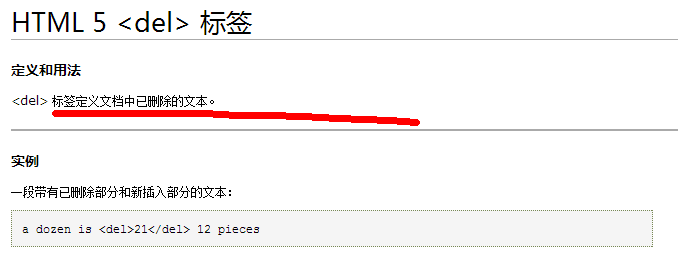 HTML 5 <del> 标签
定义和用法
<del> 标签定义文档中已删除的文本。
实例
一段带有已删除部分和新插入部分的文本：
a dozen is <del>21</del> 12 pieces